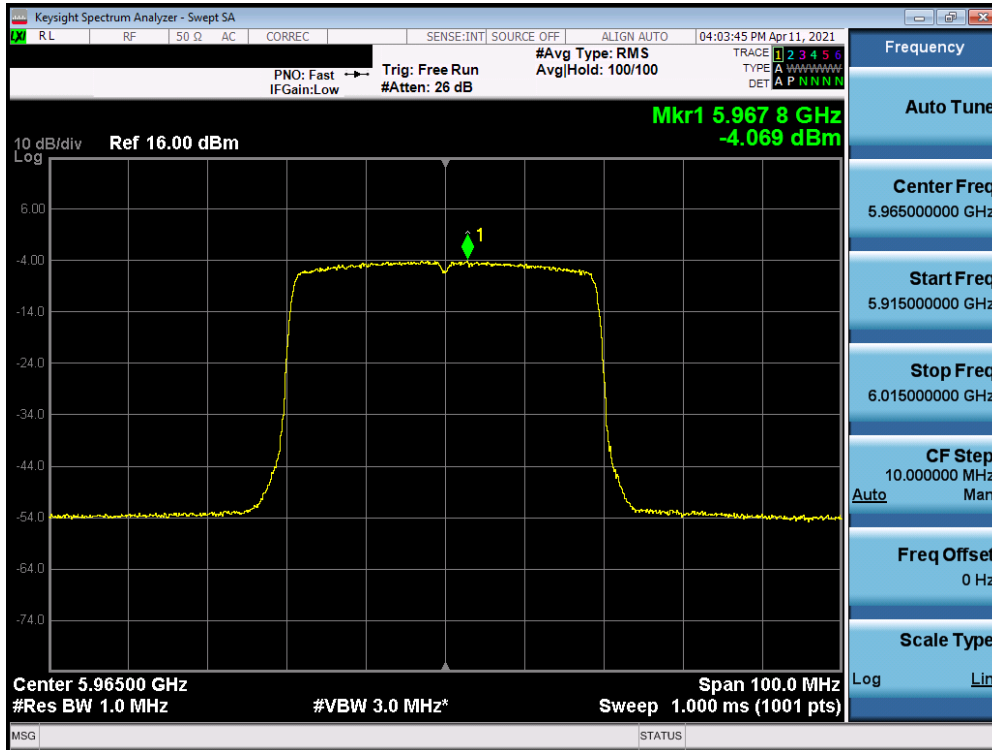 Keysight Spectrum Analyzer - Swept SA
LXI RL RF 50 Ω AC CORREC SENSE:INT SOURCE OFF ALIGN AUTO 04:03:45 PM Apr 11, 2021
#Avg Type: RMS TRACE 1 2 3 4 5 6
PNO: Fast Trig: Free Run Avg|Hold: 100/100 TYPE A WWWWW
IFGain:Low #Atten: 26 dB DET A P N N N N
Mkr1 5.967 8 GHz
-4.069 dBm
10 dB/div Ref 16.00 dBm
Log
1
6.00
-4.00
-14.0
-24.0
-34.0
-44.0
-54.0
-64.0
-74.0
Center 5.96500 GHz Span 100.0 MHz
#Res BW 1.0 MHz #VBW 3.0 MHz* Sweep 1.000 ms (1001 pts)
MSG STATUS
Frequency
Auto Tune
Center Freq
5.965000000 GHz
Start Freq
5.915000000 GHz
Stop Freq
6.015000000 GHz
CF Step
10.000000 MHz
Auto Man
Freq Offset
0 Hz
Scale Type
Log Lin